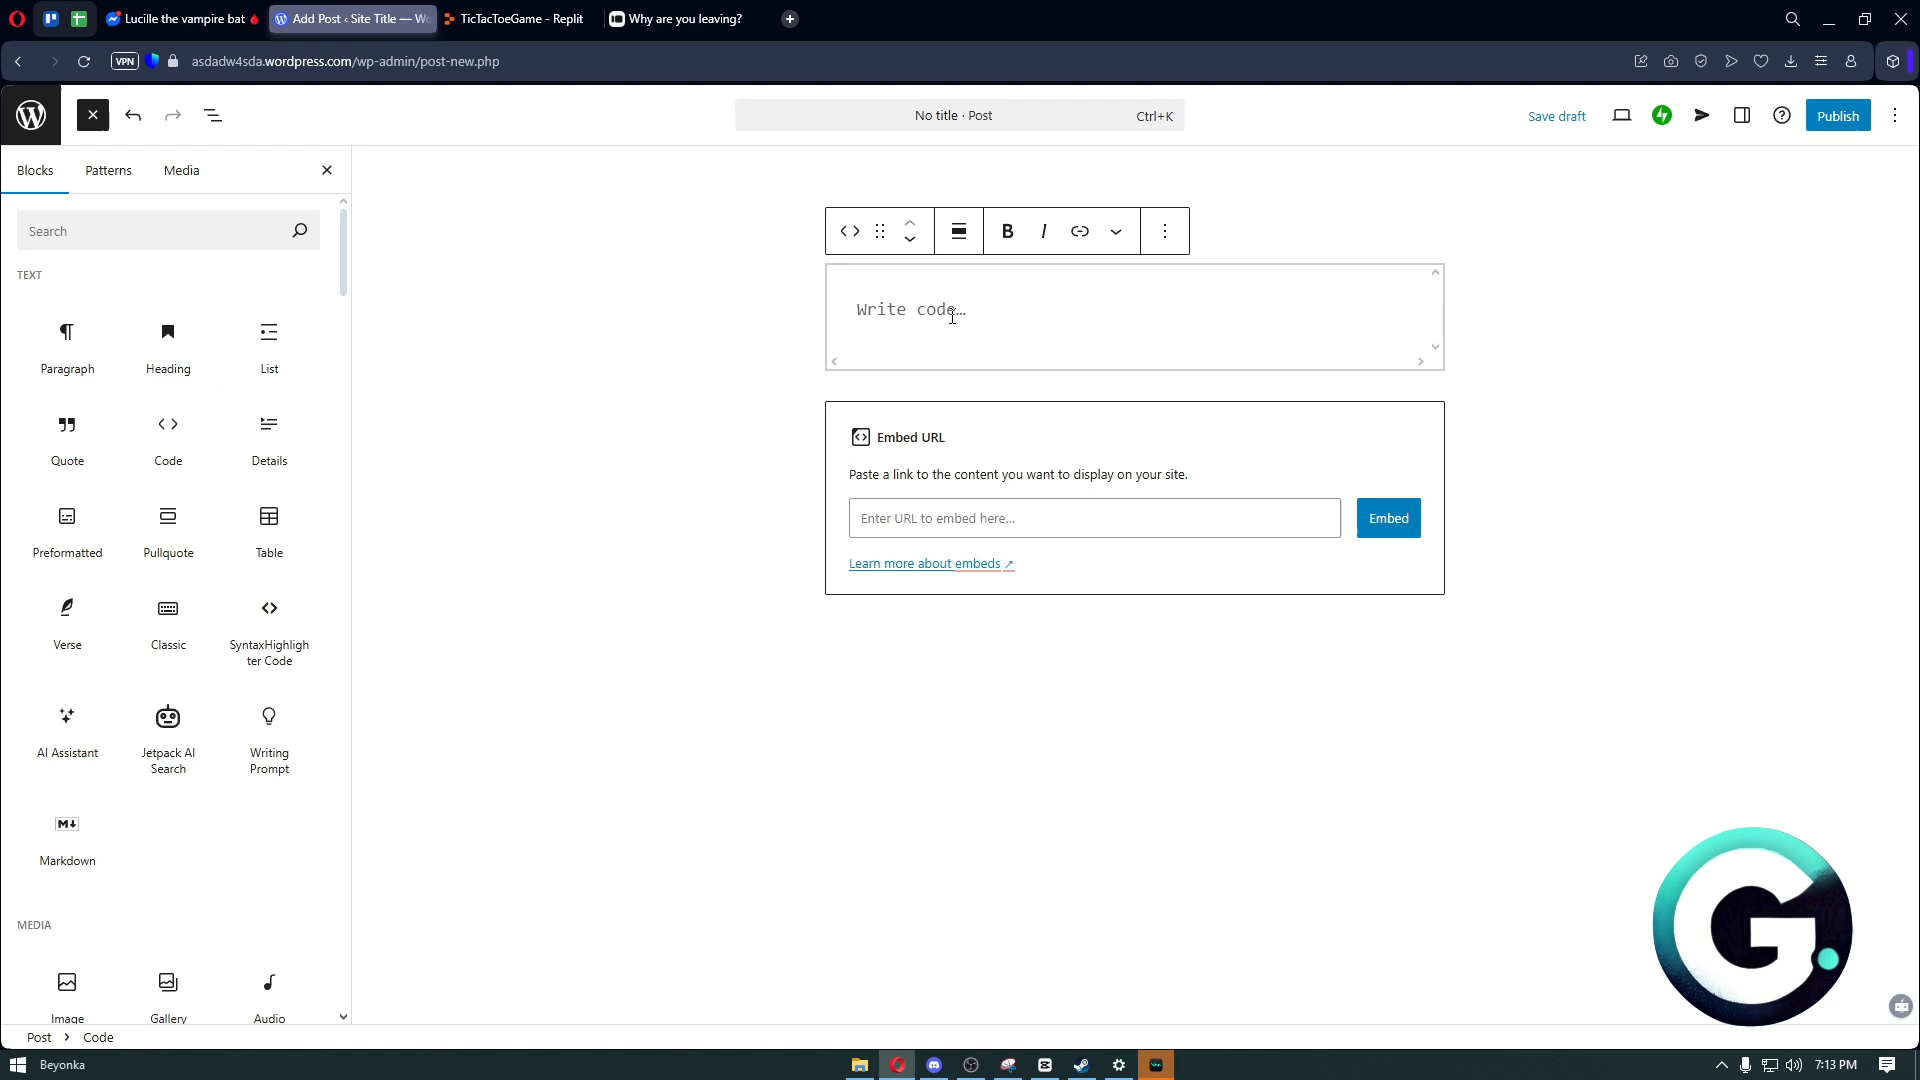 Lucille the vampire bat
Add Post ‹ Site Title — Wo
TicTacToeGame - Replit
Why are you leaving?
VPN
asdadw4sda.wordpress.com/wp-admin/post-new.php
No title · Post
Ctrl+K
Save draft
Publish
Blocks
Patterns
Media
Search
TEXT
Paragraph
Heading
List
Quote
Code
Details
Preformatted
Pullquote
Table
Verse
Classic
SyntaxHighligh
ter Code
AI Assistant
Jetpack AI
Search
Writing
Prompt
Markdown
MEDIA
Image
Gallery
Audio
B I
Write code…
Embed URL
Paste a link to the content you want to display on your site.
Enter URL to embed here…
Embed
Learn more about embeds ↗
G
Post > Code
Beyonka
7:13 PM